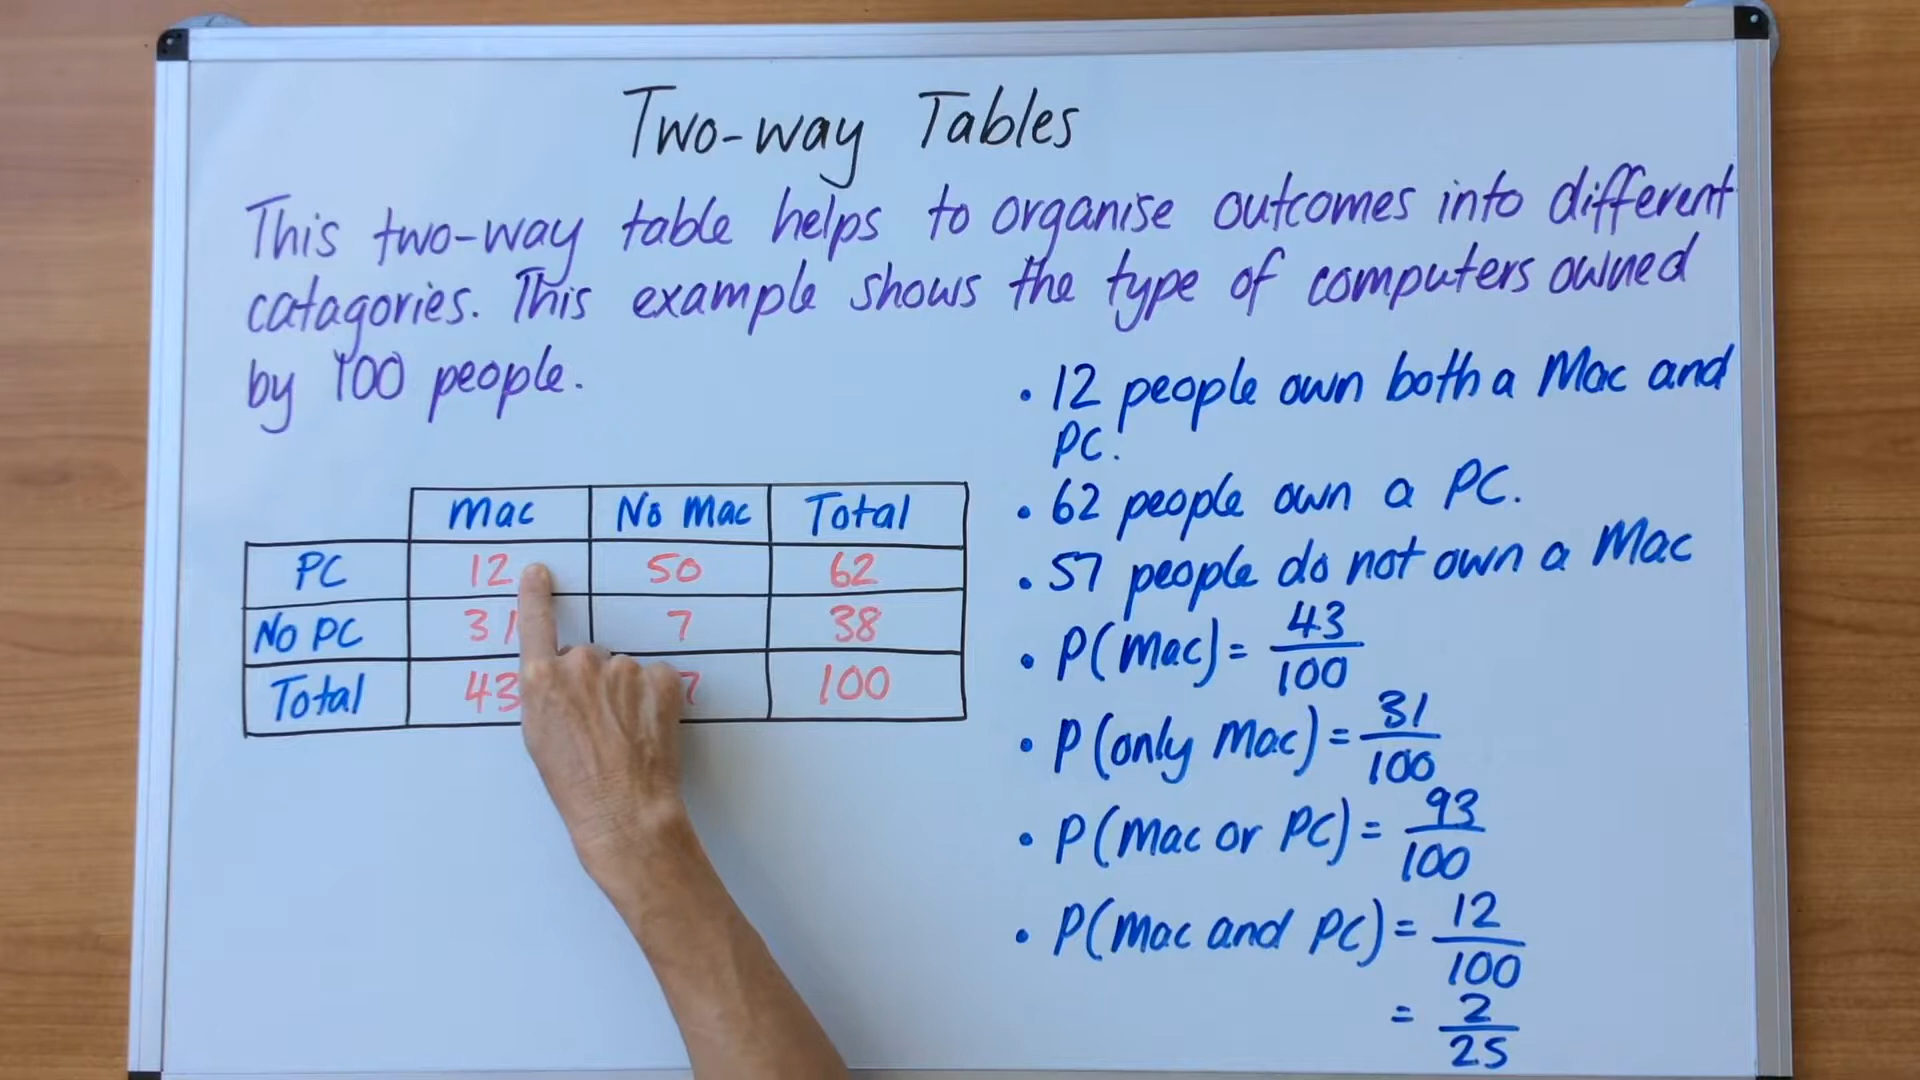 Two-way Tables
This two-way table helps to organise outcomes into different
catagories. This example shows the type of computers owned
by 100 people.
Mac No Mac Total
PC 12 50 62
No PC 31 7 38
Total 43 7 100
• 12 people own both a Mac and
PC.
• 62 people own a PC.
• 57 people do not own a Mac
• P(Mac) = 43/100
• P(only Mac) = 31/100
• P(Mac or PC) = 93/100
• P(Mac and PC) = 12/100
= 2/25